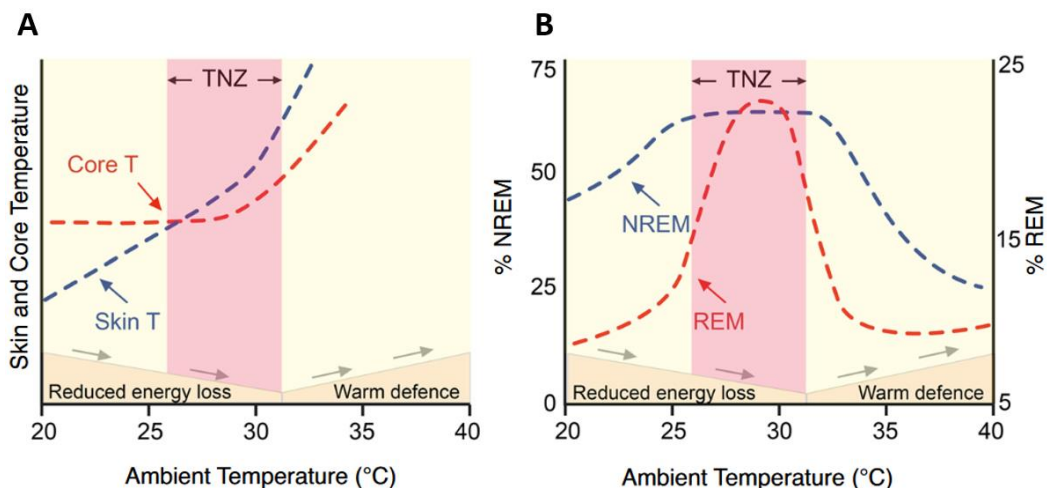 A
Skin and Core Temperature
TNZ
Core T
Skin T
Reduced energy loss
Warm defence
20
25
30
35
40
Ambient Temperature (°C)
B
% NREM
75
50
25
0
TNZ
NREM
REM
Reduced energy loss
Warm defence
25
15
5
% REM
20
25
30
35
40
Ambient Temperature (°C)